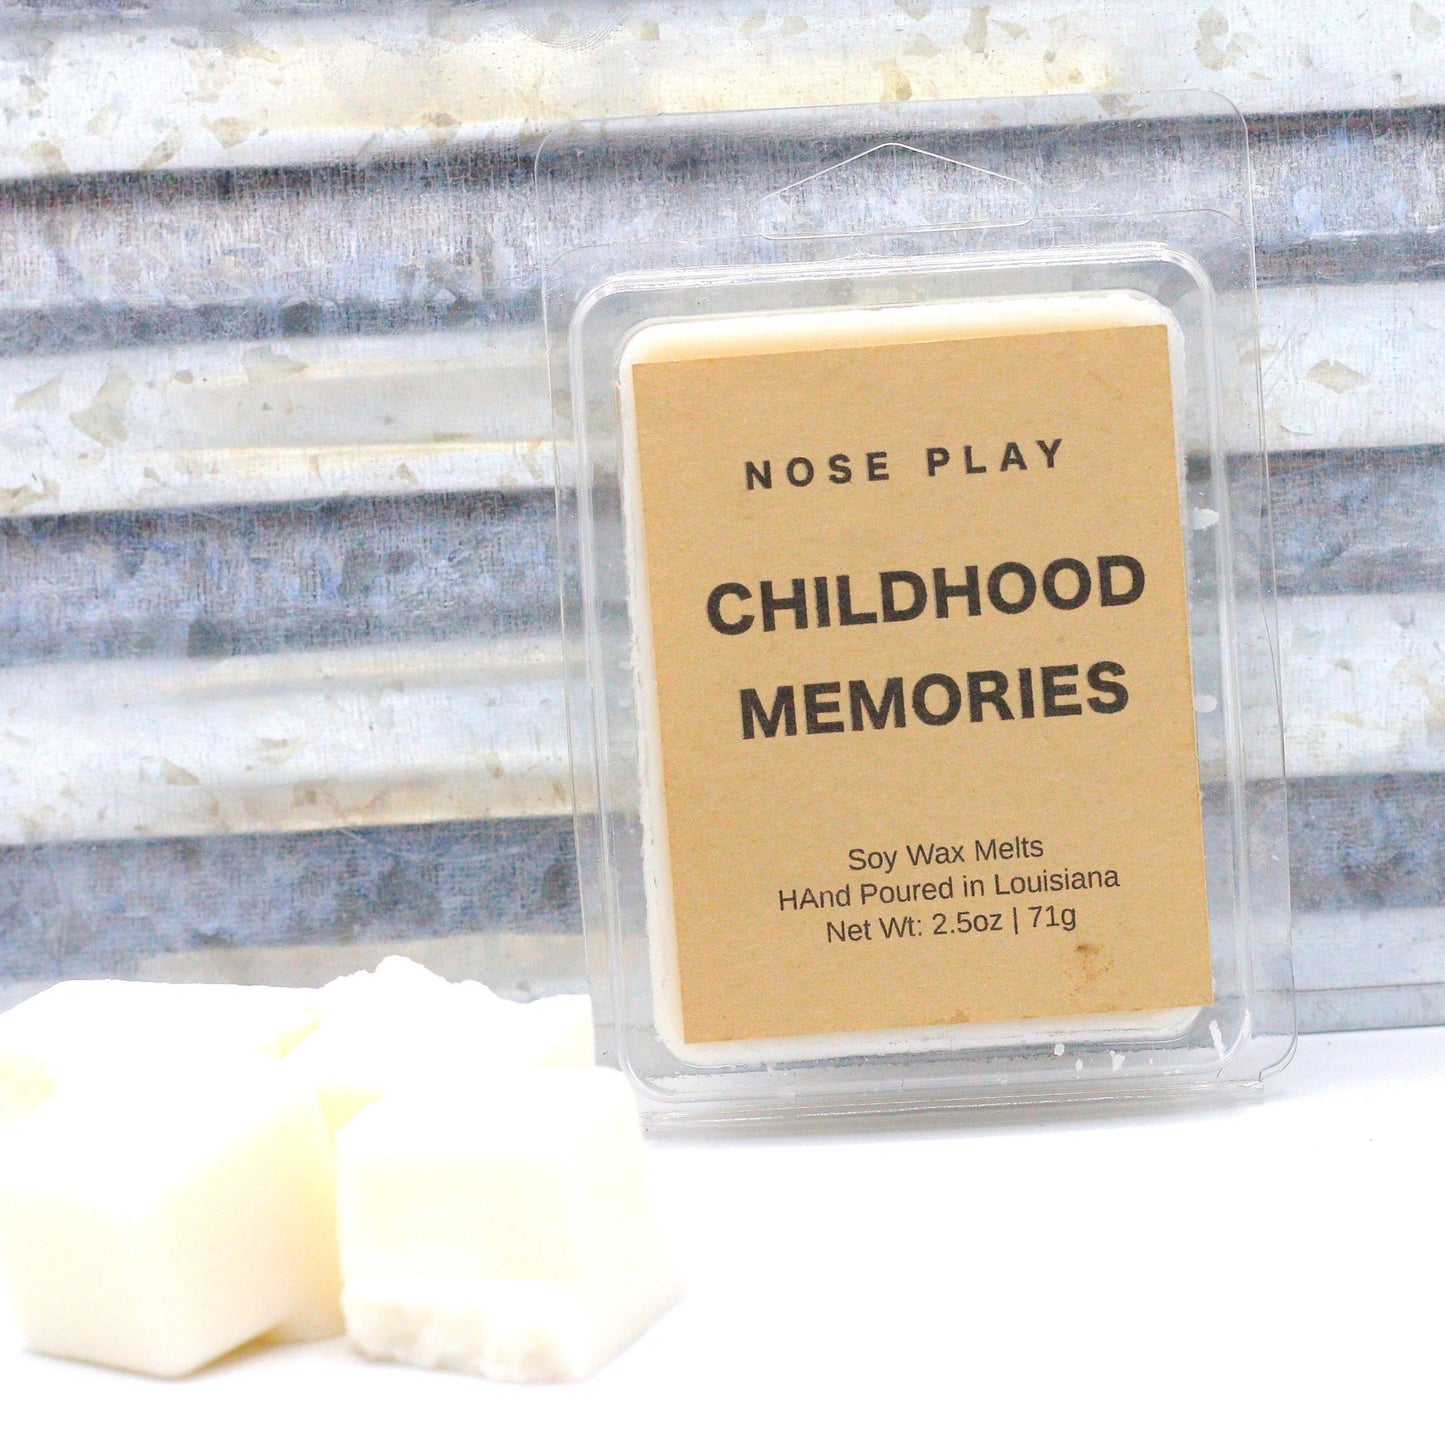 NOSE PLAY
CHILDHOOD
MEMORIES
Soy Wax Melts
HAnd Poured in Louisiana
Net Wt: 2.5oz | 71g